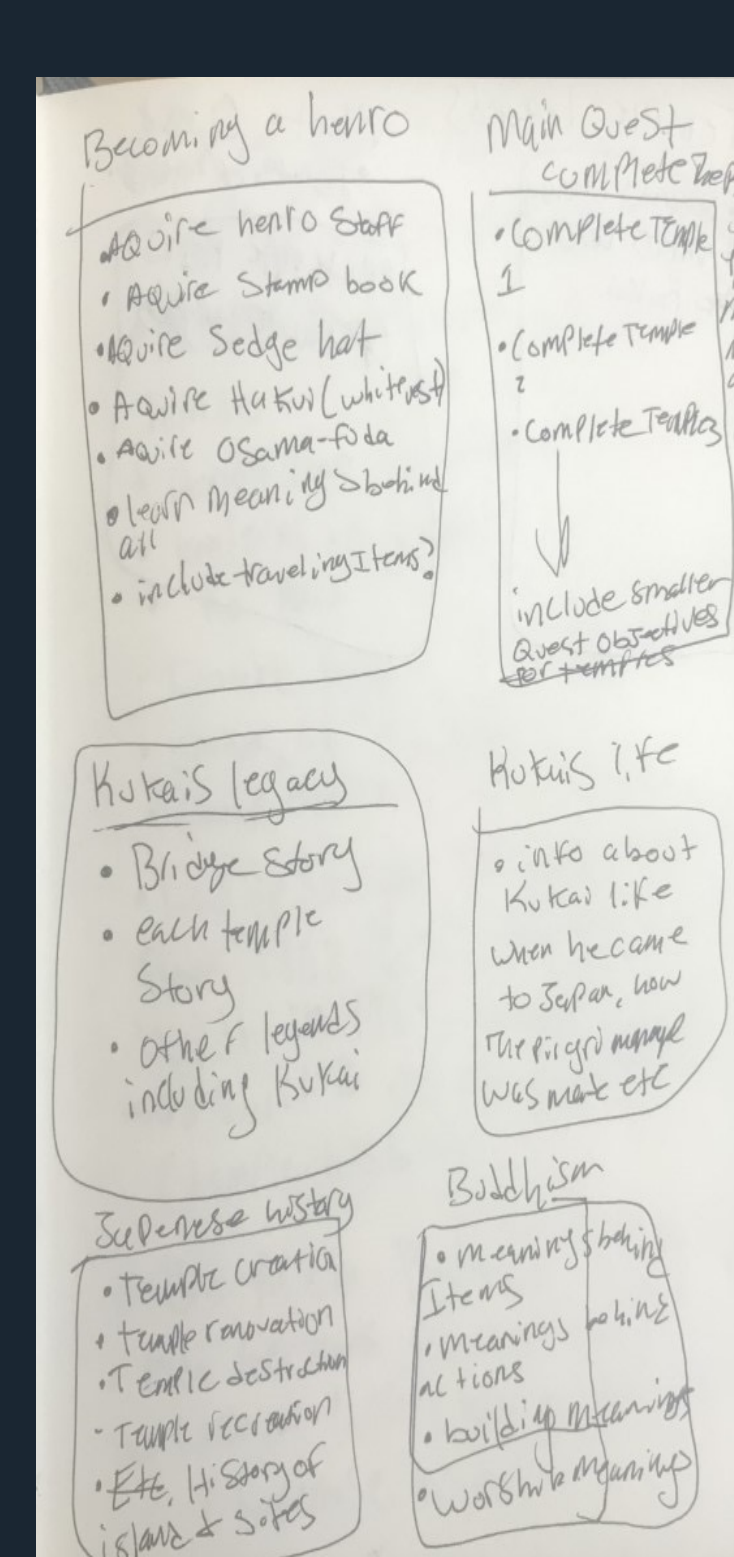 Becoming a henro
• AQuire henro Staff
• AQuire Stamp book
• AQuire Sedge hat
• AQuire Hakui (white vest)
• AQuire OSama-fuda
• learn meanings behind
all
• include traveling Items?
Main Quest
complete
• Complete Temple
1
• Complete Temple
2
• Complete Temple 3
include smaller
Quest objectives
for temples
Kukais legacy
• Bridge Story
• each temple
Story
• other legends
including Kukai
Kukais life
• info about
Kukai life
when he came
to Japan, how
The pilgrimage
was made etc
Japenese history
• Temple creation
• temple renovation
• Temple destruction
- Temple recreation
• Etc. History of
island & sites
Buddhism
• meanings behind
Items
• meanings behind
actions
• building meanings
• worship meanings